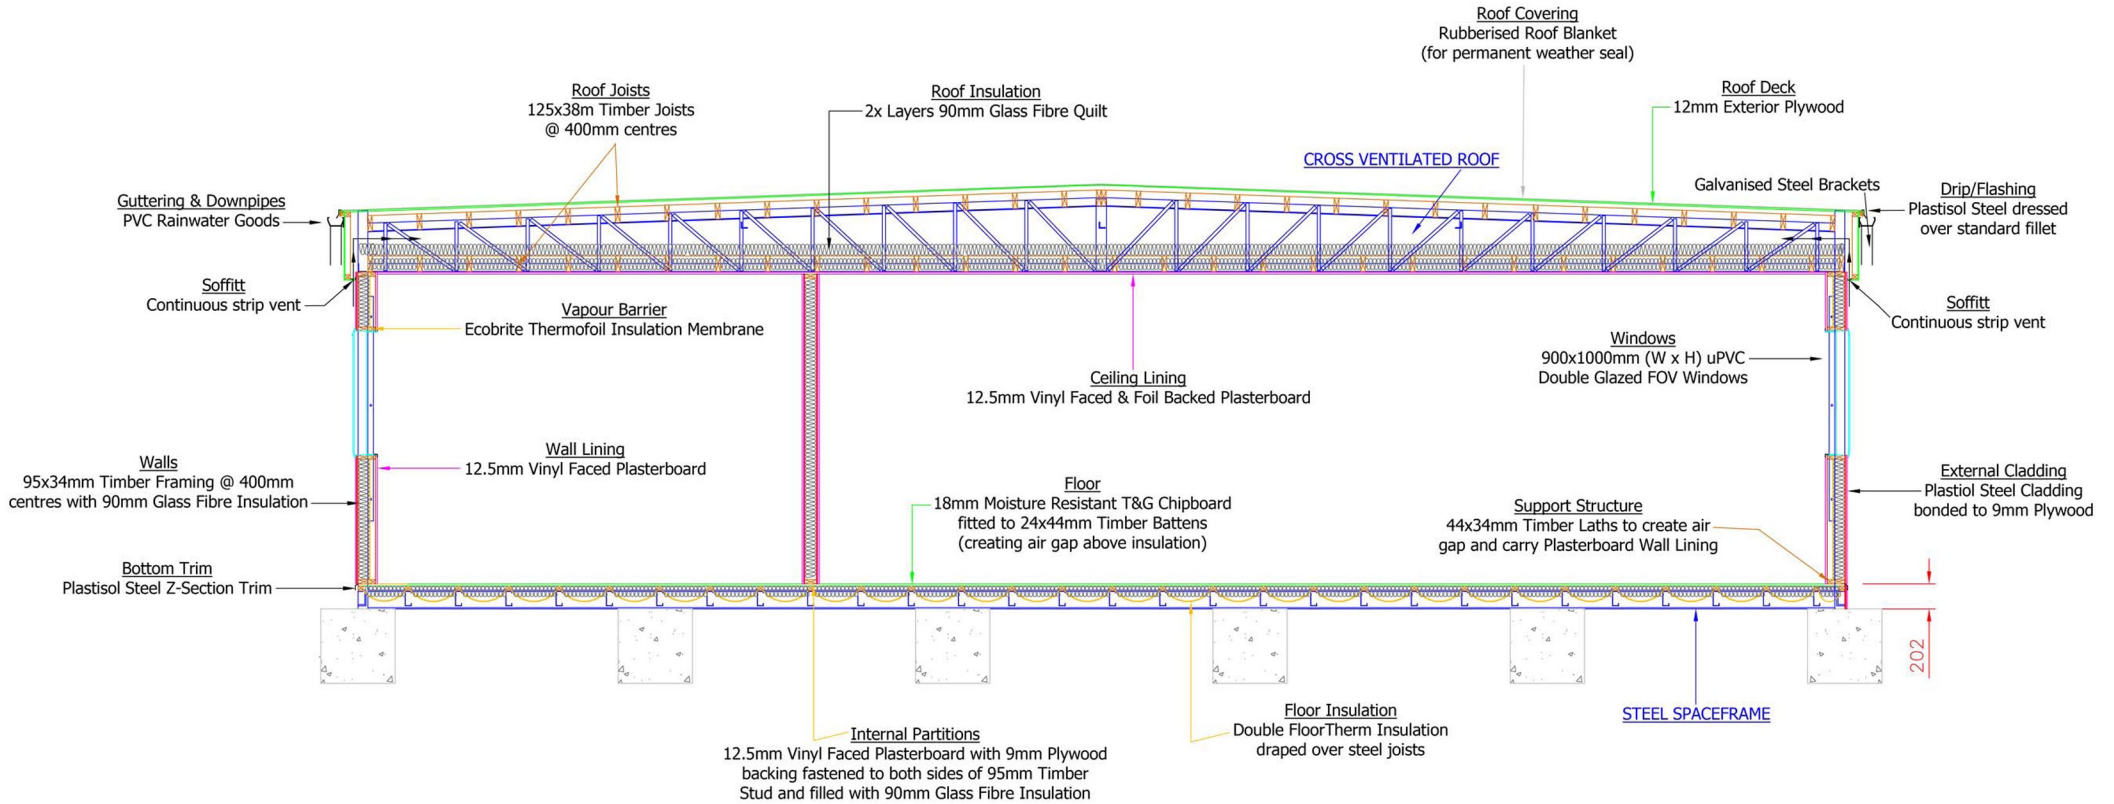 Roof Covering
Rubberised Roof Blanket
(for permanent weather seal)
Roof Joists
125x38m Timber Joists
@ 400mm centres
Roof Insulation
2x Layers 90mm Glass Fibre Quilt
Roof Deck
12mm Exterior Plywood
CROSS VENTILATED ROOF
Galvanised Steel Brackets
Drip/Flashing
Plastisol Steel dressed
over standard fillet
Guttering & Downpipes
PVC Rainwater Goods
Soffitt
Continuous strip vent
Vapour Barrier
Ecobrite Thermofoil Insulation Membrane
Soffitt
Continuous strip vent
Windows
900x1000mm (W x H) uPVC
Double Glazed FOV Windows
Ceiling Lining
12.5mm Vinyl Faced & Foil Backed Plasterboard
Wall Lining
12.5mm Vinyl Faced Plasterboard
Walls
95x34mm Timber Framing @ 400mm
centres with 90mm Glass Fibre Insulation
Floor
18mm Moisture Resistant T&G Chipboard
fitted to 24x44mm Timber Battens
(creating air gap above insulation)
Support Structure
44x34mm Timber Laths to create air
gap and carry Plasterboard Wall Lining
External Cladding
Plastiol Steel Cladding
bonded to 9mm Plywood
Bottom Trim
Plastisol Steel Z-Section Trim
202
STEEL SPACEFRAME
Floor Insulation
Double FloorTherm Insulation
draped over steel joists
Internal Partitions
12.5mm Vinyl Faced Plasterboard with 9mm Plywood
backing fastened to both sides of 95mm Timber
Stud and filled with 90mm Glass Fibre Insulation